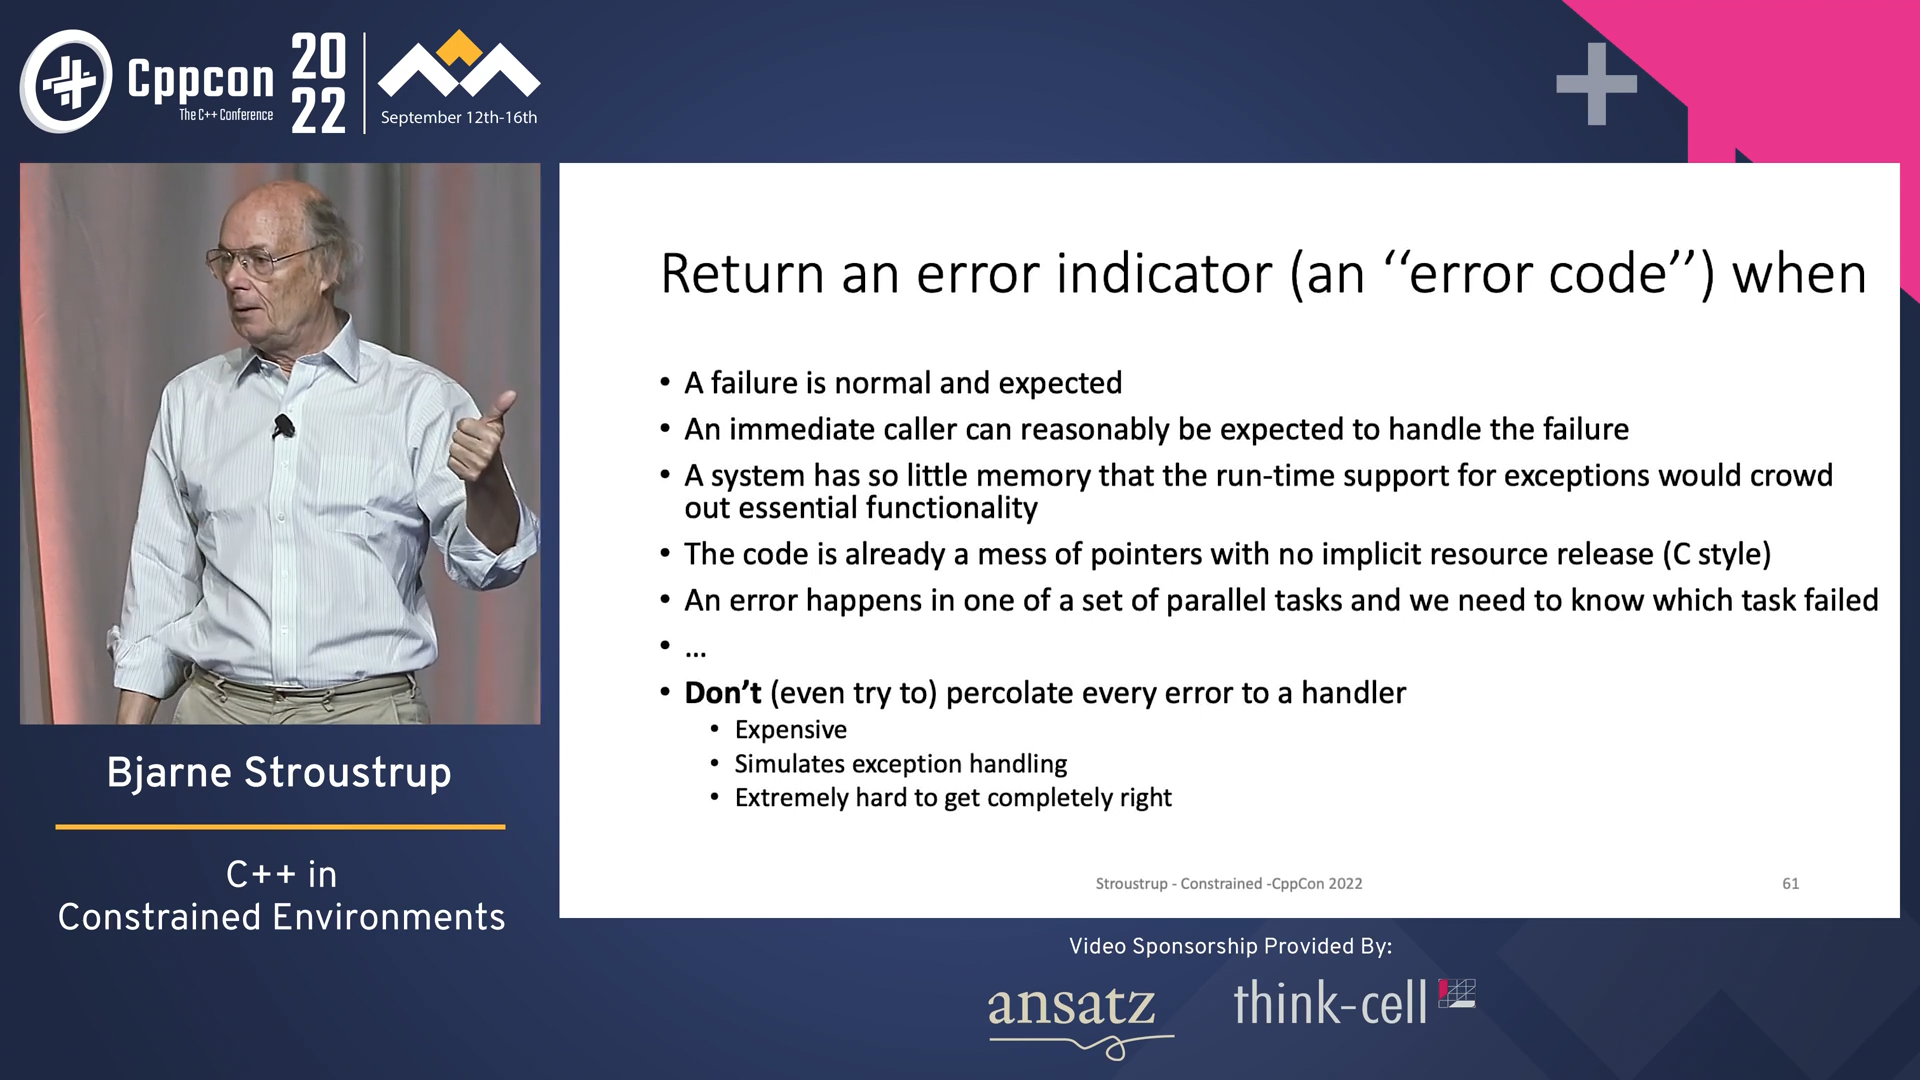 Cppcon
The C++ Conference
20
22
September 12th-16th
Return an error indicator (an ‘‘error code’’) when
• A failure is normal and expected
• An immediate caller can reasonably be expected to handle the failure
• A system has so little memory that the run-time support for exceptions would crowd
out essential functionality
• The code is already a mess of pointers with no implicit resource release (C style)
• An error happens in one of a set of parallel tasks and we need to know which task failed
• ...
• Don’t (even try to) percolate every error to a handler
• Expensive
• Simulates exception handling
• Extremely hard to get completely right
Stroustrup - Constrained -CppCon 2022
61
Bjarne Stroustrup
C++ in
Constrained Environments
Video Sponsorship Provided By:
ansatz
think-cell